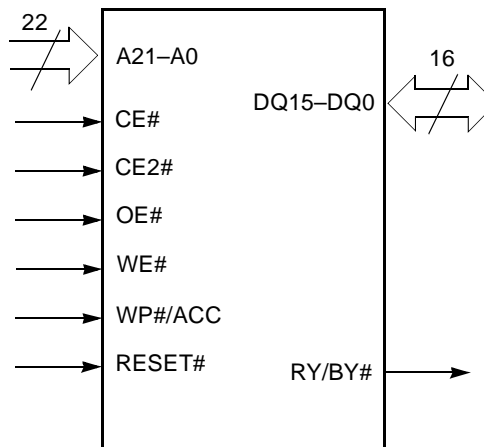 22
A21–A0
16
DQ15–DQ0
CE#
CE2#
OE#
WE#
WP#/ACC
RESET#
RY/BY#